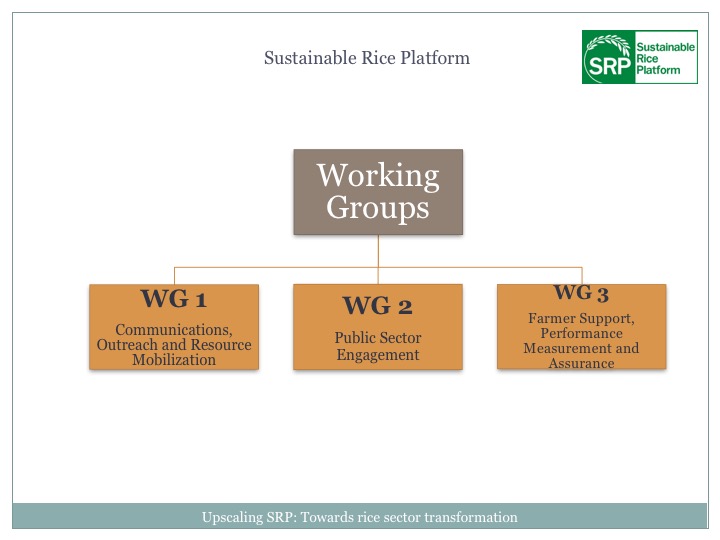 Sustainable Rice Platform
SRP
Sustainable
Rice
Platform
Working
Groups
WG 1
Communications,
Outreach and Resource
Mobilization
WG 2
Public Sector
Engagement
WG 3
Farmer Support,
Performance
Measurement and
Assurance
Upscaling SRP: Towards rice sector transformation